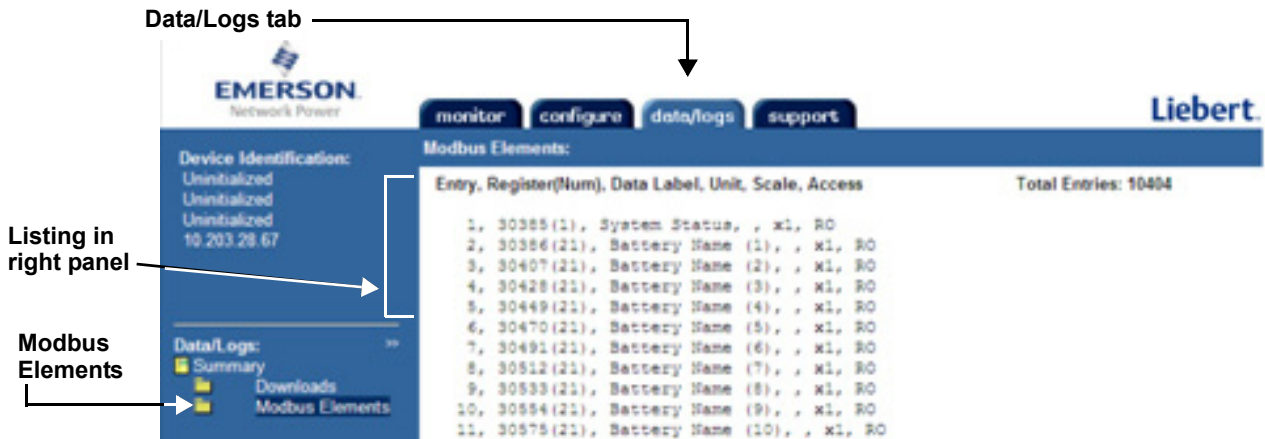 Data/Logs tab
EMERSON.
Network Power
monitor configure data/logs support
Liebert.
Device Identification:
Uninitialized
Uninitialized
Uninitialized
10.203.28.67
Modbus Elements:
Entry, Register(Num), Data Label, Unit, Scale, Access Total Entries: 10404
1, 30385(1), System Status, , x1, RO
2, 30386(21), Battery Name (1), , x1, RO
3, 30407(21), Battery Name (2), , x1, RO
4, 30428(21), Battery Name (3), , x1, RO
5, 30449(21), Battery Name (4), , x1, RO
6, 30470(21), Battery Name (5), , x1, RO
7, 30491(21), Battery Name (6), , x1, RO
8, 30512(21), Battery Name (7), , x1, RO
9, 30533(21), Battery Name (8), , x1, RO
10, 30554(21), Battery Name (9), , x1, RO
11, 30575(21), Battery Name (10), , x1, RO
Listing in
right panel
Modbus
Elements
Data/Logs: »
Summary
Downloads
Modbus Elements